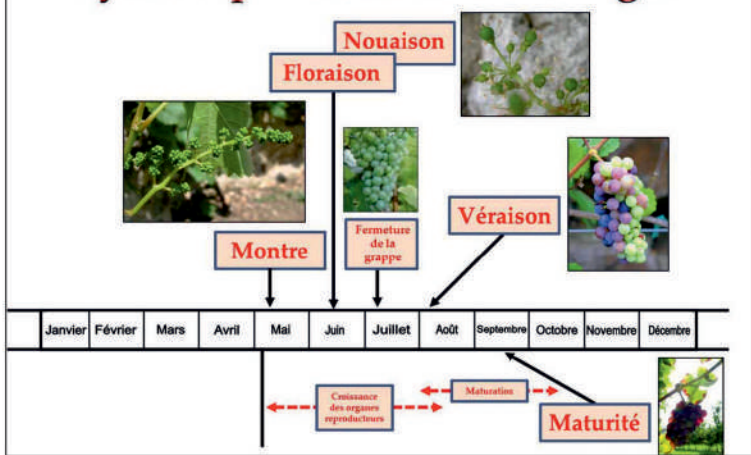 Nouaison
Floraison
Fermeture
de la
grappe
Véraison
Montre
Janvier Février Mars Avril Mai Juin Juillet Août Septembre Octobre Novembre Décembre
Croissance
des organes
reproducteurs
Maturation
Maturité